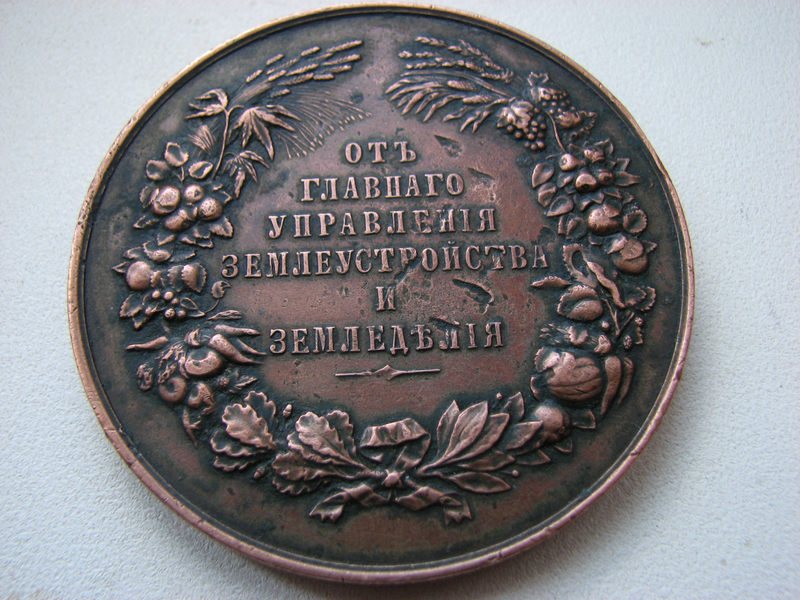 ОТЪ
ГЛАВНАГО
УПРАВЛЕНІЯ
ЗЕМЛЕУСТРОЙСТВА
И
ЗЕМЛЕДѢЛІЯ